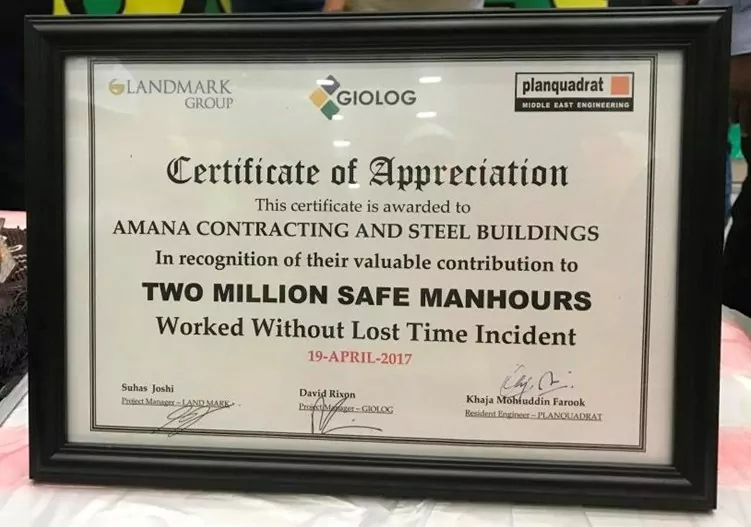 LANDMARK
GROUP
GIOLOG
planquadrat
MIDDLE EAST ENGINEERING
Certificate of Appreciation
This certificate is awarded to
AMANA CONTRACTING AND STEEL BUILDINGS
In recognition of their valuable contribution to
TWO MILLION SAFE MANHOURS
Worked Without Lost Time Incident
19-APRIL-2017
Suhas Joshi
Project Manager – LAND MARK
David Rixon
Project Manager – GIOLOG
Khaja Mohiuddin Farook
Resident Engineer – PLANQUADRAT